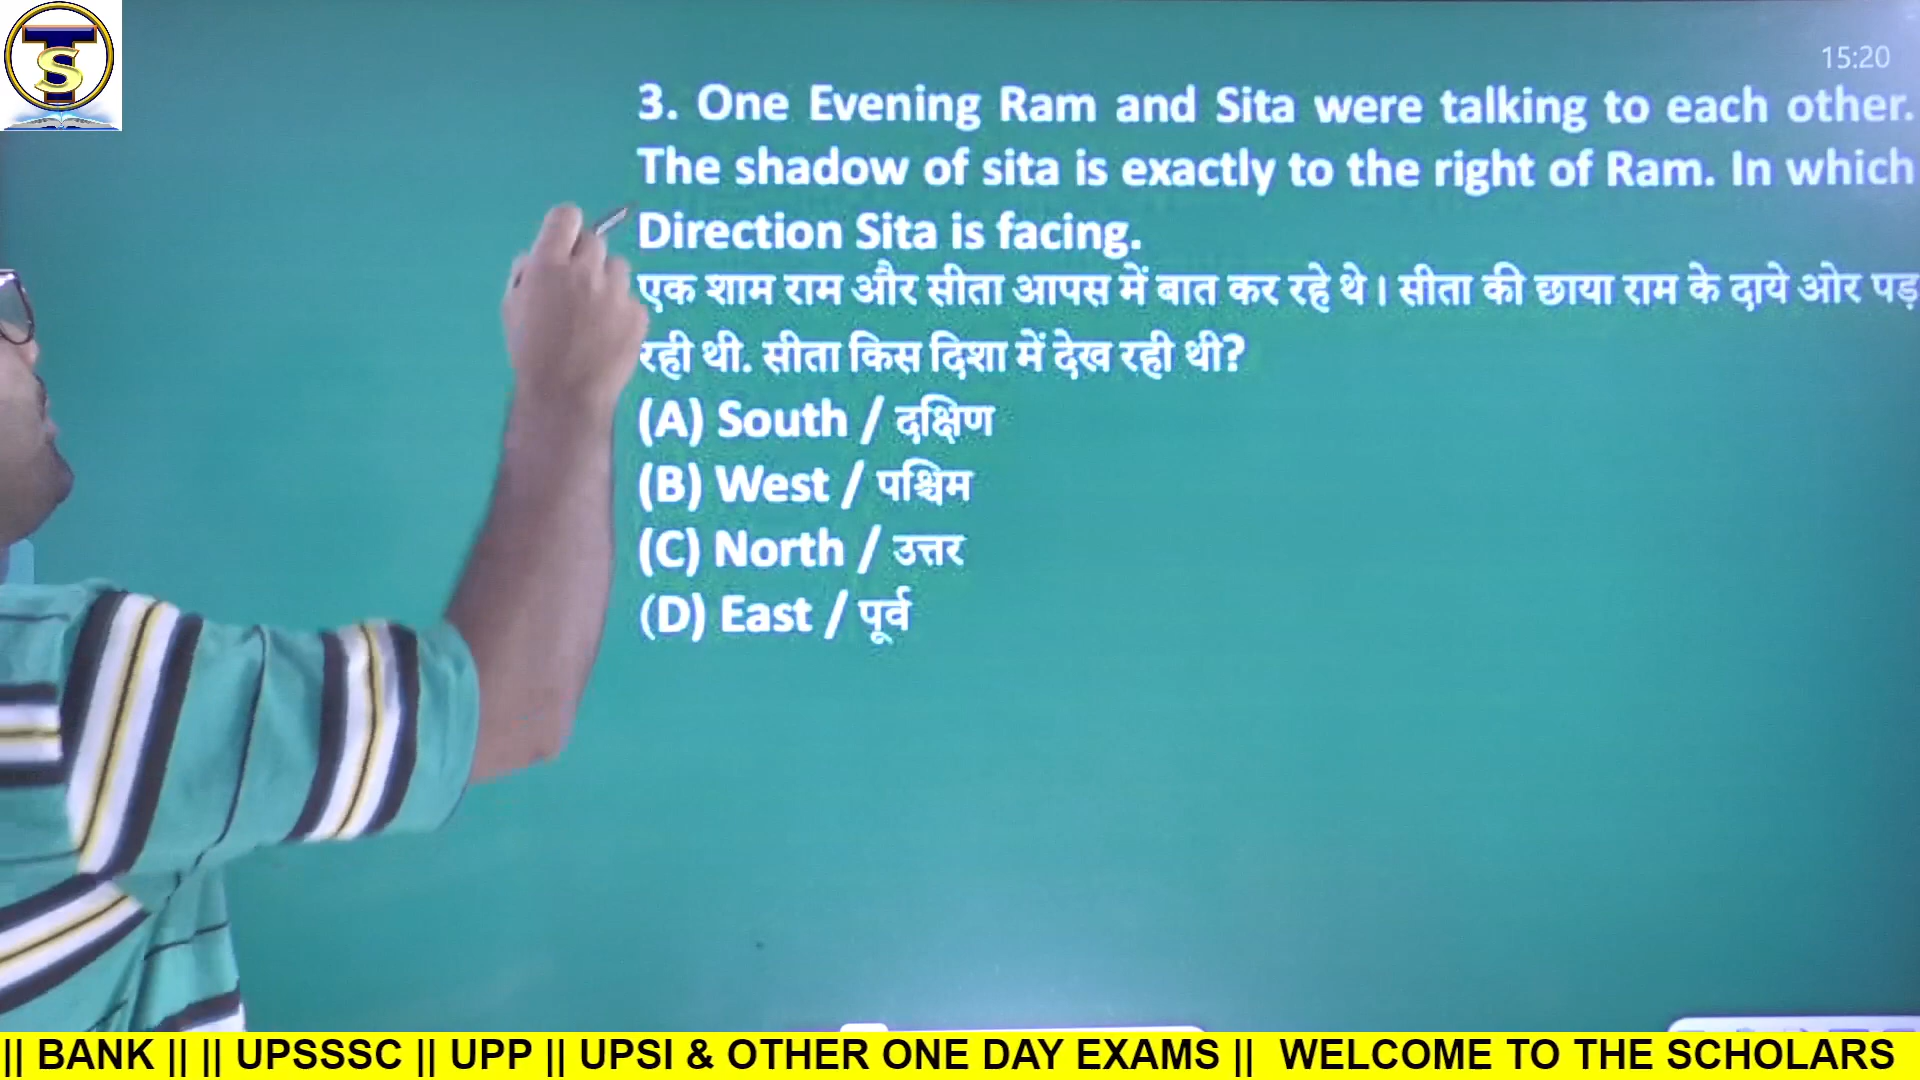 TS
15:20
3. One Evening Ram and Sita were talking to each other.
The shadow of sita is exactly to the right of Ram. In which
Direction Sita is facing.
एक शाम राम और सीता आपस में बात कर रहे थे । सीता की छाया राम के दाये ओर पड़
रही थी. सीता किस दिशा में देख रही थी?
(A) South / दक्षिण
(B) West / पश्चिम
(C) North / उत्तर
(D) East / पूर्व
|| BANK || || UPSSSC || UPP || UPSI & OTHER ONE DAY EXAMS || WELCOME TO THE SCHOLARS